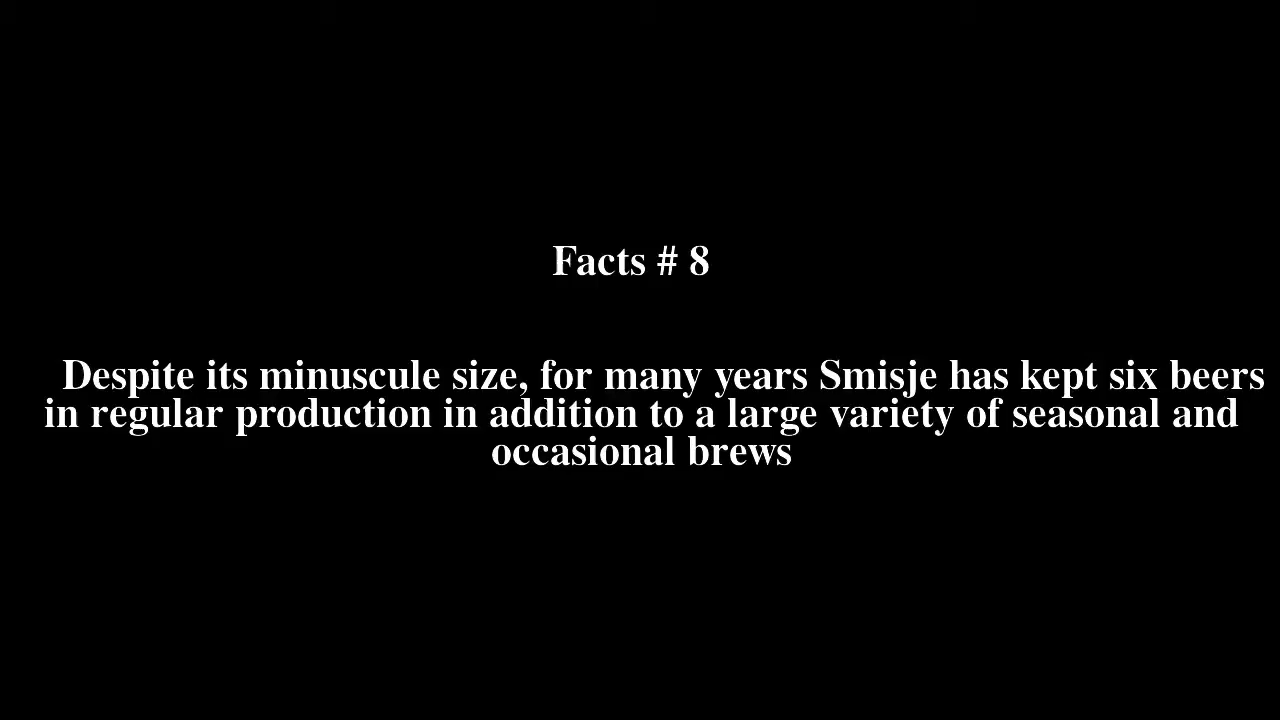 Facts # 8
Despite its minuscule size, for many years Smisje has kept six beers
in regular production in addition to a large variety of seasonal and
occasional brews